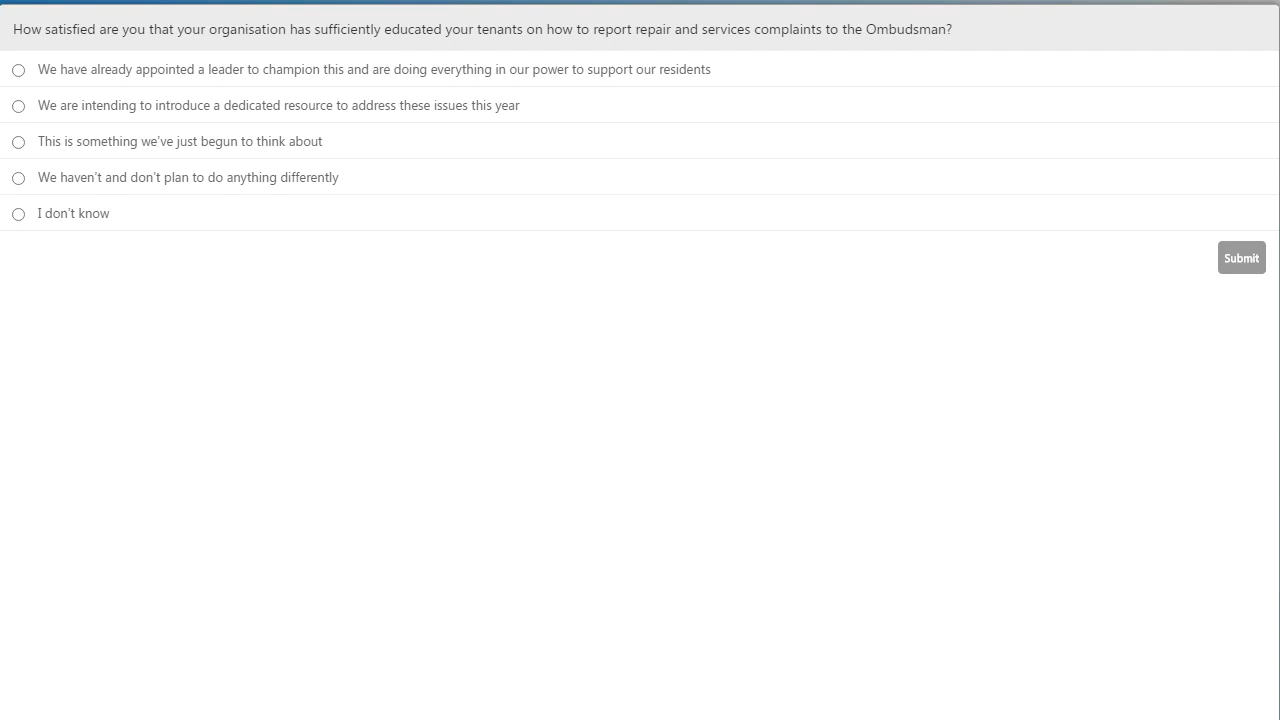 How satisfied are you that your organisation has sufficiently educated your tenants on how to report repair and services complaints to the Ombudsman?
We have already appointed a leader to champion this and are doing everything in our power to support our residents
We are intending to introduce a dedicated resource to address these issues this year
This is something we've just begun to think about
We haven't and don't plan to do anything differently
I don't know
Submit